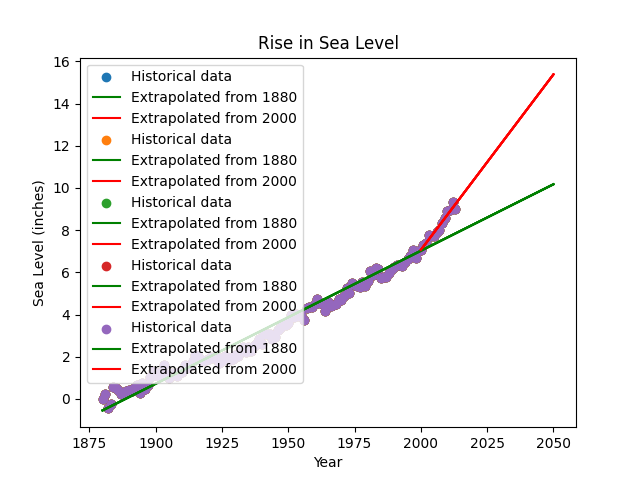 Rise in Sea Level
Sea Level (inches)
16
14
12
10
8
6
4
2
0
Historical data
Extrapolated from 1880
Extrapolated from 2000
Historical data
Extrapolated from 1880
Extrapolated from 2000
Historical data
Extrapolated from 1880
Extrapolated from 2000
Historical data
Extrapolated from 1880
Extrapolated from 2000
Historical data
Extrapolated from 1880
Extrapolated from 2000
1875 1900 1925 1950 1975 2000 2025 2050
Year